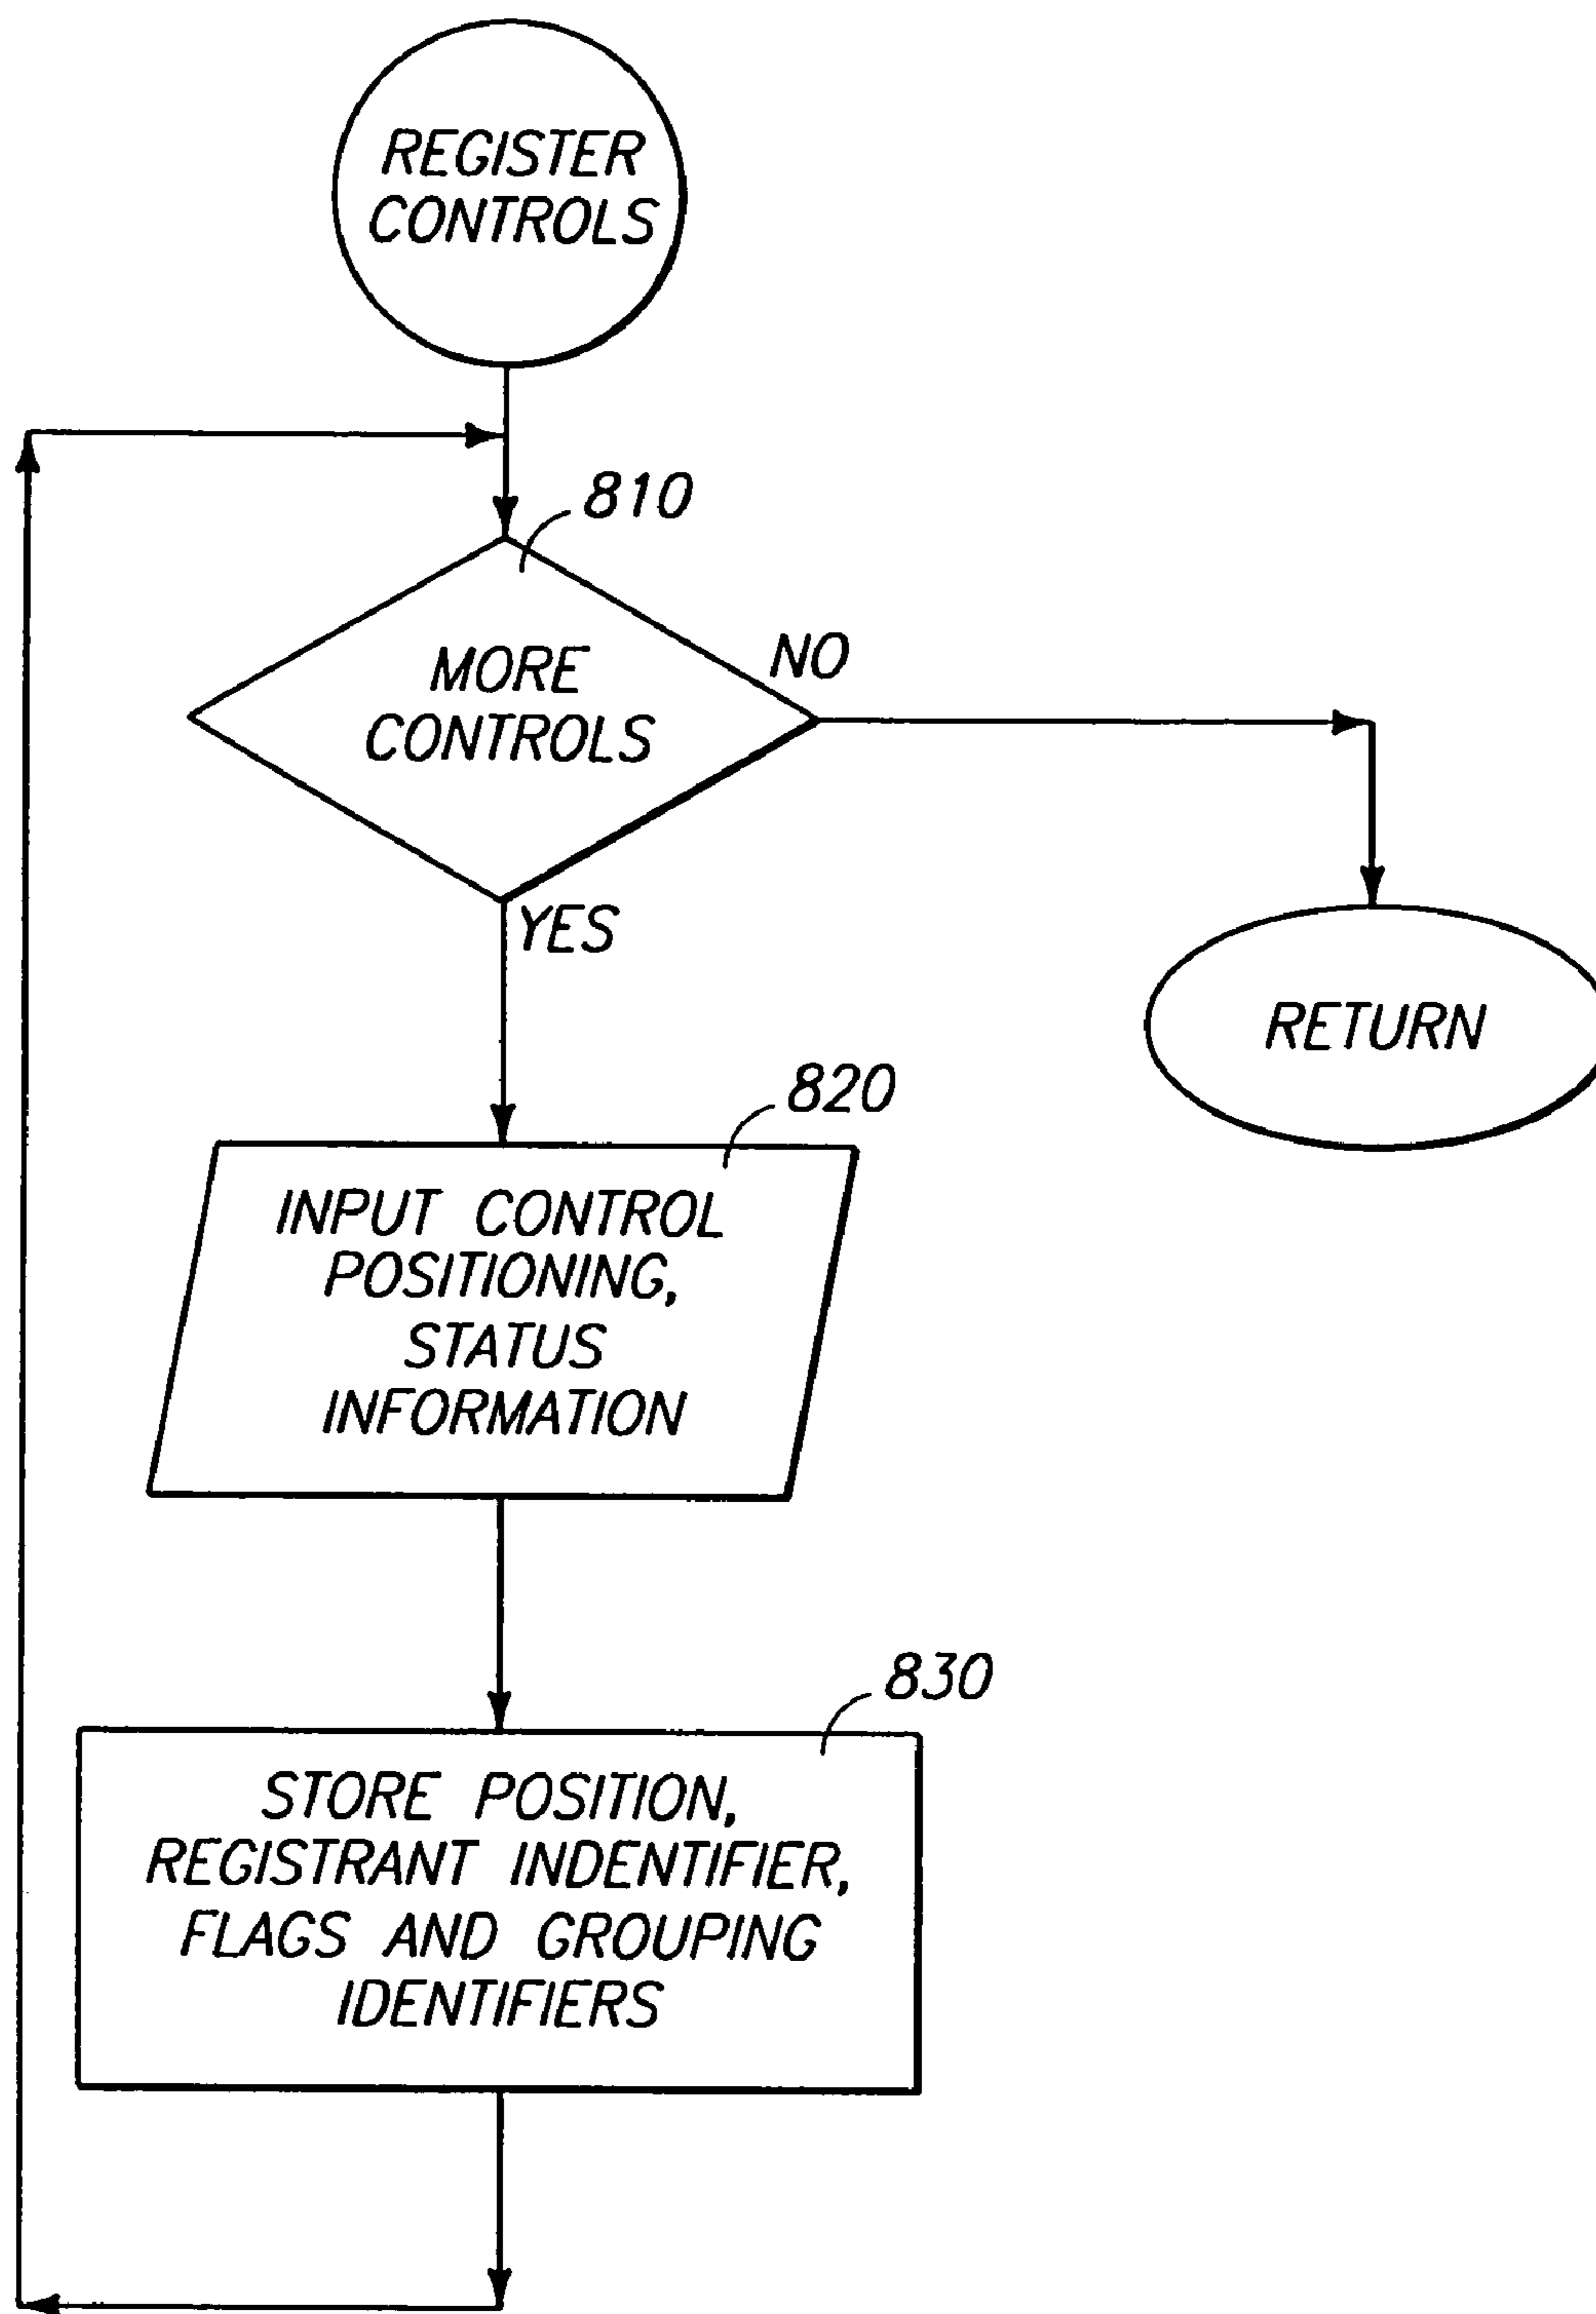 REGISTER
CONTROLS
810
MORE
CONTROLS
NO
YES
RETURN
820
INPUT CONTROL
POSITIONING,
STATUS
INFORMATION
830
STORE POSITION,
REGISTRANT INDENTIFIER,
FLAGS AND GROUPING
IDENTIFIERS